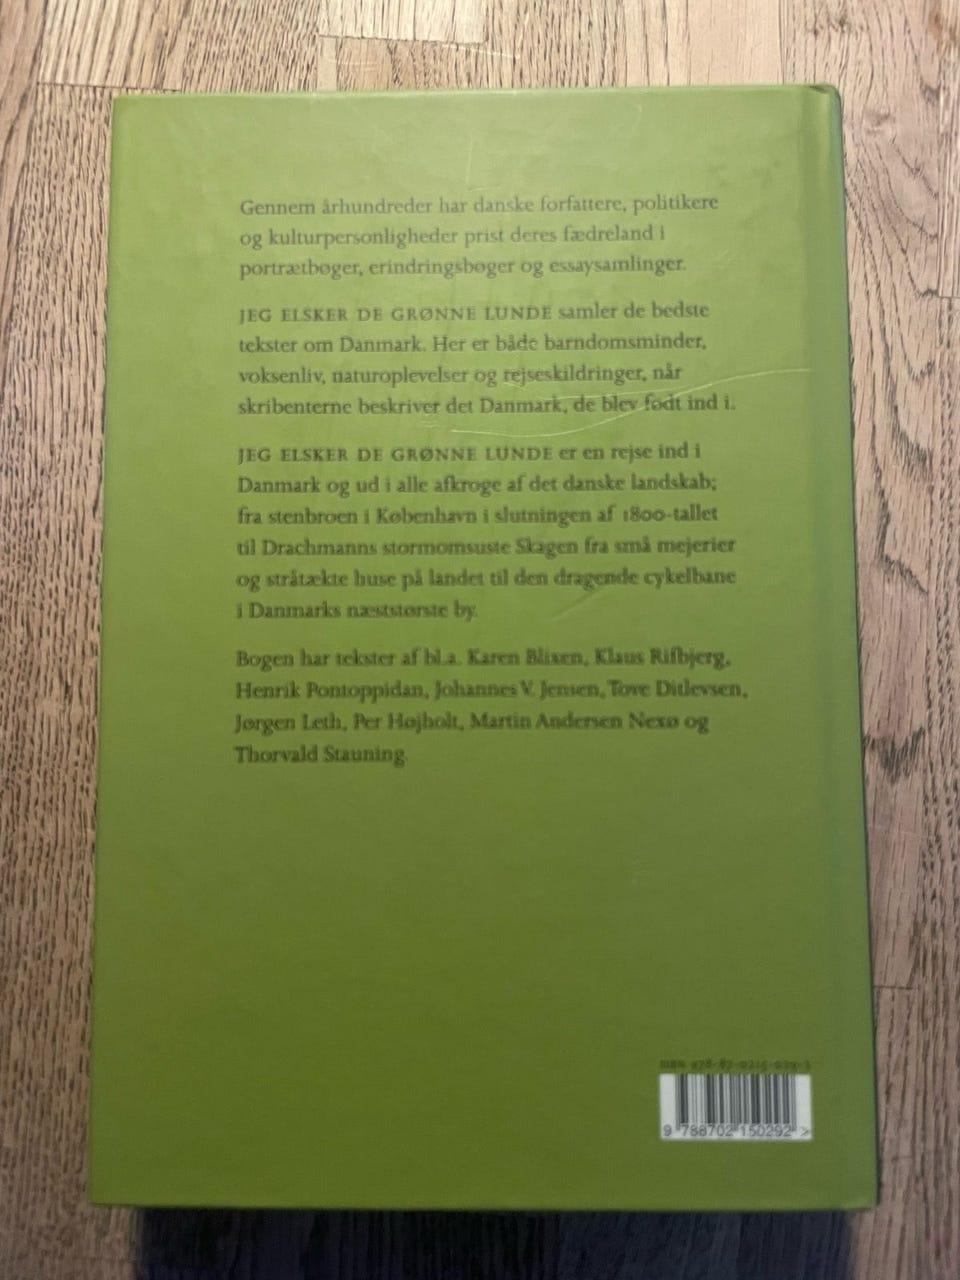 Gennem århundreder har danske forfattere, politikere
og kulturpersonligheder prist deres fædreland i
portrætbøger, erindringsbøger og essaysamlinger.
JEG ELSKER DE GRØNNE LUNDE samler de bedste
tekster om Danmark. Her er både barndomsminder,
voksenliv, naturoplevelser og rejseskildringer, når
skribenterne beskriver det Danmark, de blev født ind i.
JEG ELSKER DE GRØNNE LUNDE er en rejse ind i
Danmark og ud i alle afkroge af det danske landskab;
fra stenbroen i København i slutningen af 1800-tallet
til Drachmanns stormomsuste Skagen fra små mejerier
og stråtækte huse på landet til den dragende cykelbane
i Danmarks næststørste by.
Bogen har tekster af bl.a. Karen Blixen, Klaus Rifbjerg,
Henrik Pontoppidan, Johannes V. Jensen, Tove Ditlevsen,
Jørgen Leth, Per Højholt, Martin Andersen Nexø og
Thorvald Stauning.
ISBN 978-87-02
9 788702 150292 >